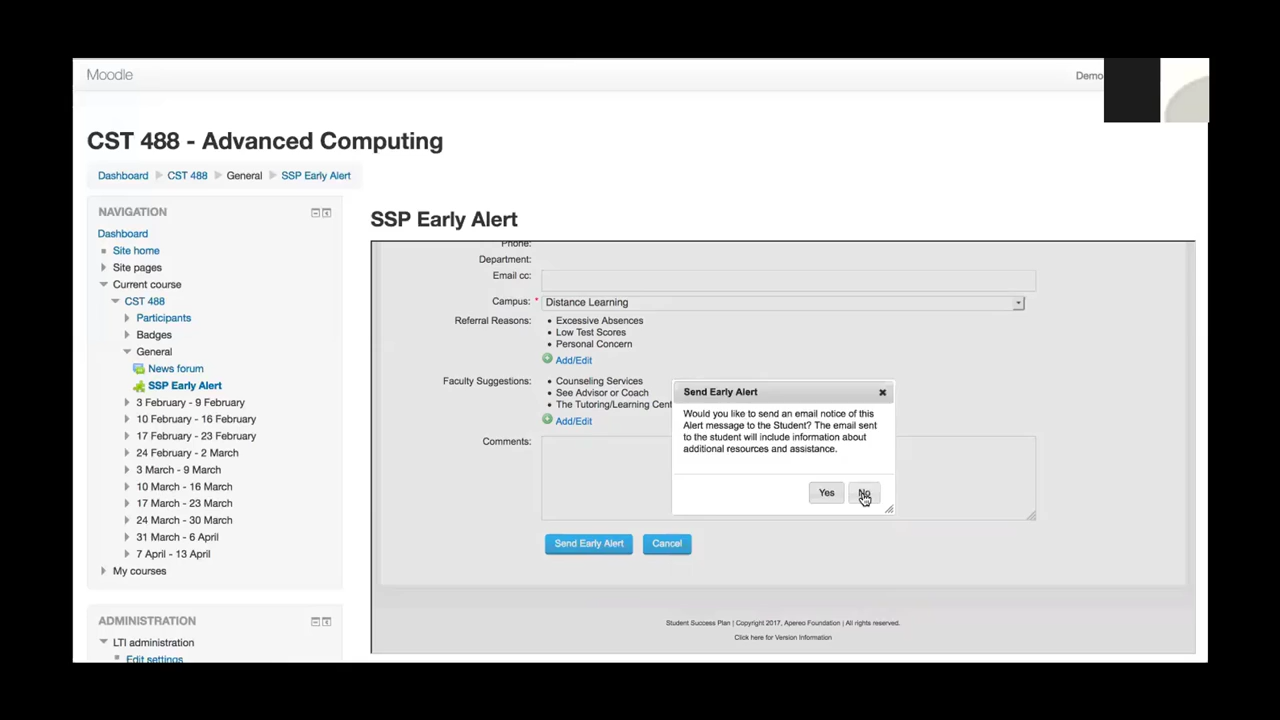 Moodle
Demo
CST 488 - Advanced Computing
Dashboard CST 488 General SSP Early Alert
NAVIGATION
Dashboard
Site home
Site pages
Current course
CST 488
Participants
Badges
General
News forum
SSP Early Alert
3 February - 9 February
10 February - 16 February
17 February - 23 February
24 February - 2 March
3 March - 9 March
10 March - 16 March
17 March - 23 March
24 March - 30 March
31 March - 6 April
7 April - 13 April
My courses
ADMINISTRATION
LTI administration
Edit settings
SSP Early Alert
Phone:
Department:
Email cc:
Campus: * Distance Learning
Referral Reasons: • Excessive Absences
• Low Test Scores
• Personal Concern
Add/Edit
Faculty Suggestions: • Counseling Services
• See Advisor or Coach
• The Tutoring/Learning Cent
Add/Edit
Comments:
Send Early Alert
Would you like to send an email notice of this
Alert message to the Student? The email sent
to the student will include information about
additional resources and assistance.
Yes No
Send Early Alert Cancel
Student Success Plan | Copyright 2017, Apereo Foundation | All rights reserved.
Click here for Version Information